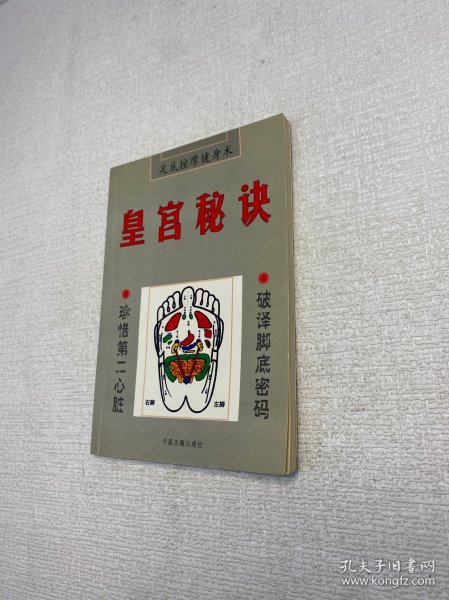 足底按摩健身术
皇宫秘诀
珍惜第二心脏
破译脚底密码
右脚
左脚
中医古籍出版社
孔夫子旧书网
www.kongfz.com